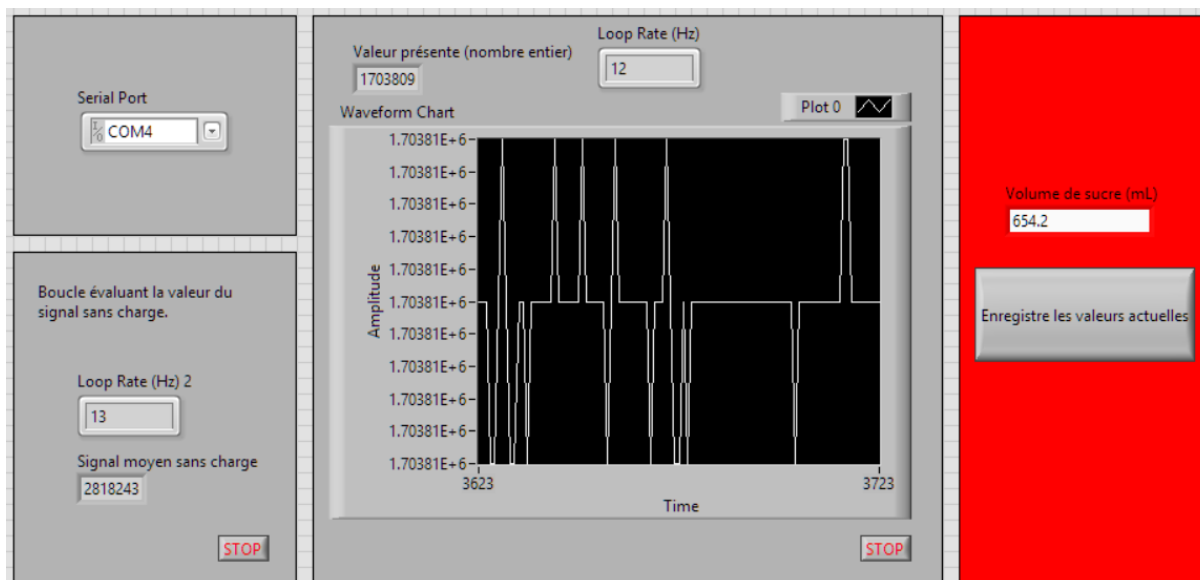 Serial Port
COM4
Boucle évaluant la valeur du
signal sans charge.
Loop Rate (Hz) 2
13
Signal moyen sans charge
2818243
STOP
Valeur présente (nombre entier)
1703809
Loop Rate (Hz)
12
Waveform Chart
Plot 0
Amplitude
1.70381E+6
1.70381E+6
1.70381E+6
1.70381E+6
1.70381E+6
1.70381E+6
1.70381E+6
1.70381E+6
1.70381E+6
1.70381E+6
1.70381E+6
3623
3723
Time
STOP
Volume de sucre (mL)
654.2
Enregistre les valeurs actuelles